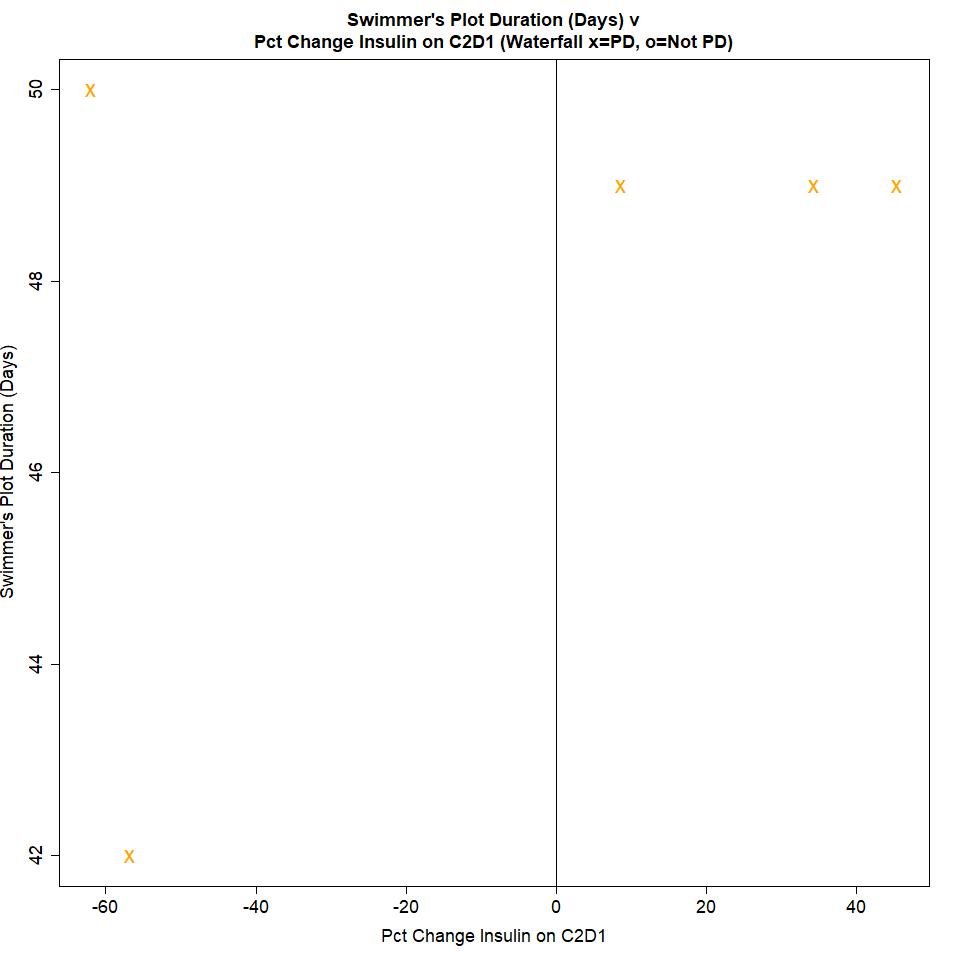 Swimmer's Plot Duration (Days) v
Pct Change Insulin on C2D1 (Waterfall x=PD, o=Not PD)
50
48
46
44
42
Swimmer's Plot Duration (Days)
X
X
X
X
X
-60
-40
-20
0
20
40
Pct Change Insulin on C2D1